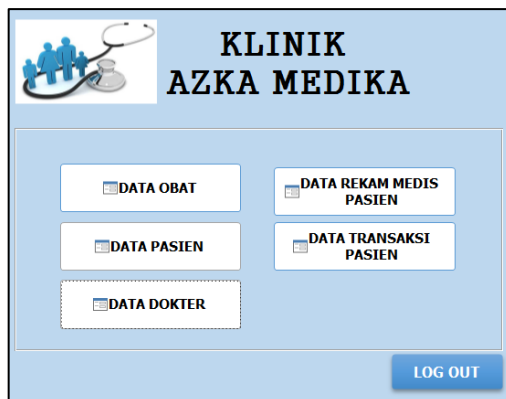 KLINIK
AZKA MEDIKA
DATA OBAT
DATA REKAM MEDIS
PASIEN
DATA PASIEN
DATA TRANSAKSI
PASIEN
DATA DOKTER
LOG OUT